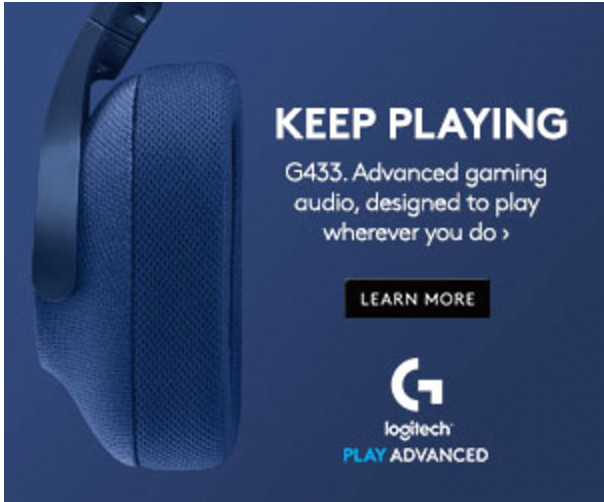 KEEP PLAYING
G433. Advanced gaming
audio, designed to play
wherever you do ›
LEARN MORE
logitech
PLAY ADVANCED